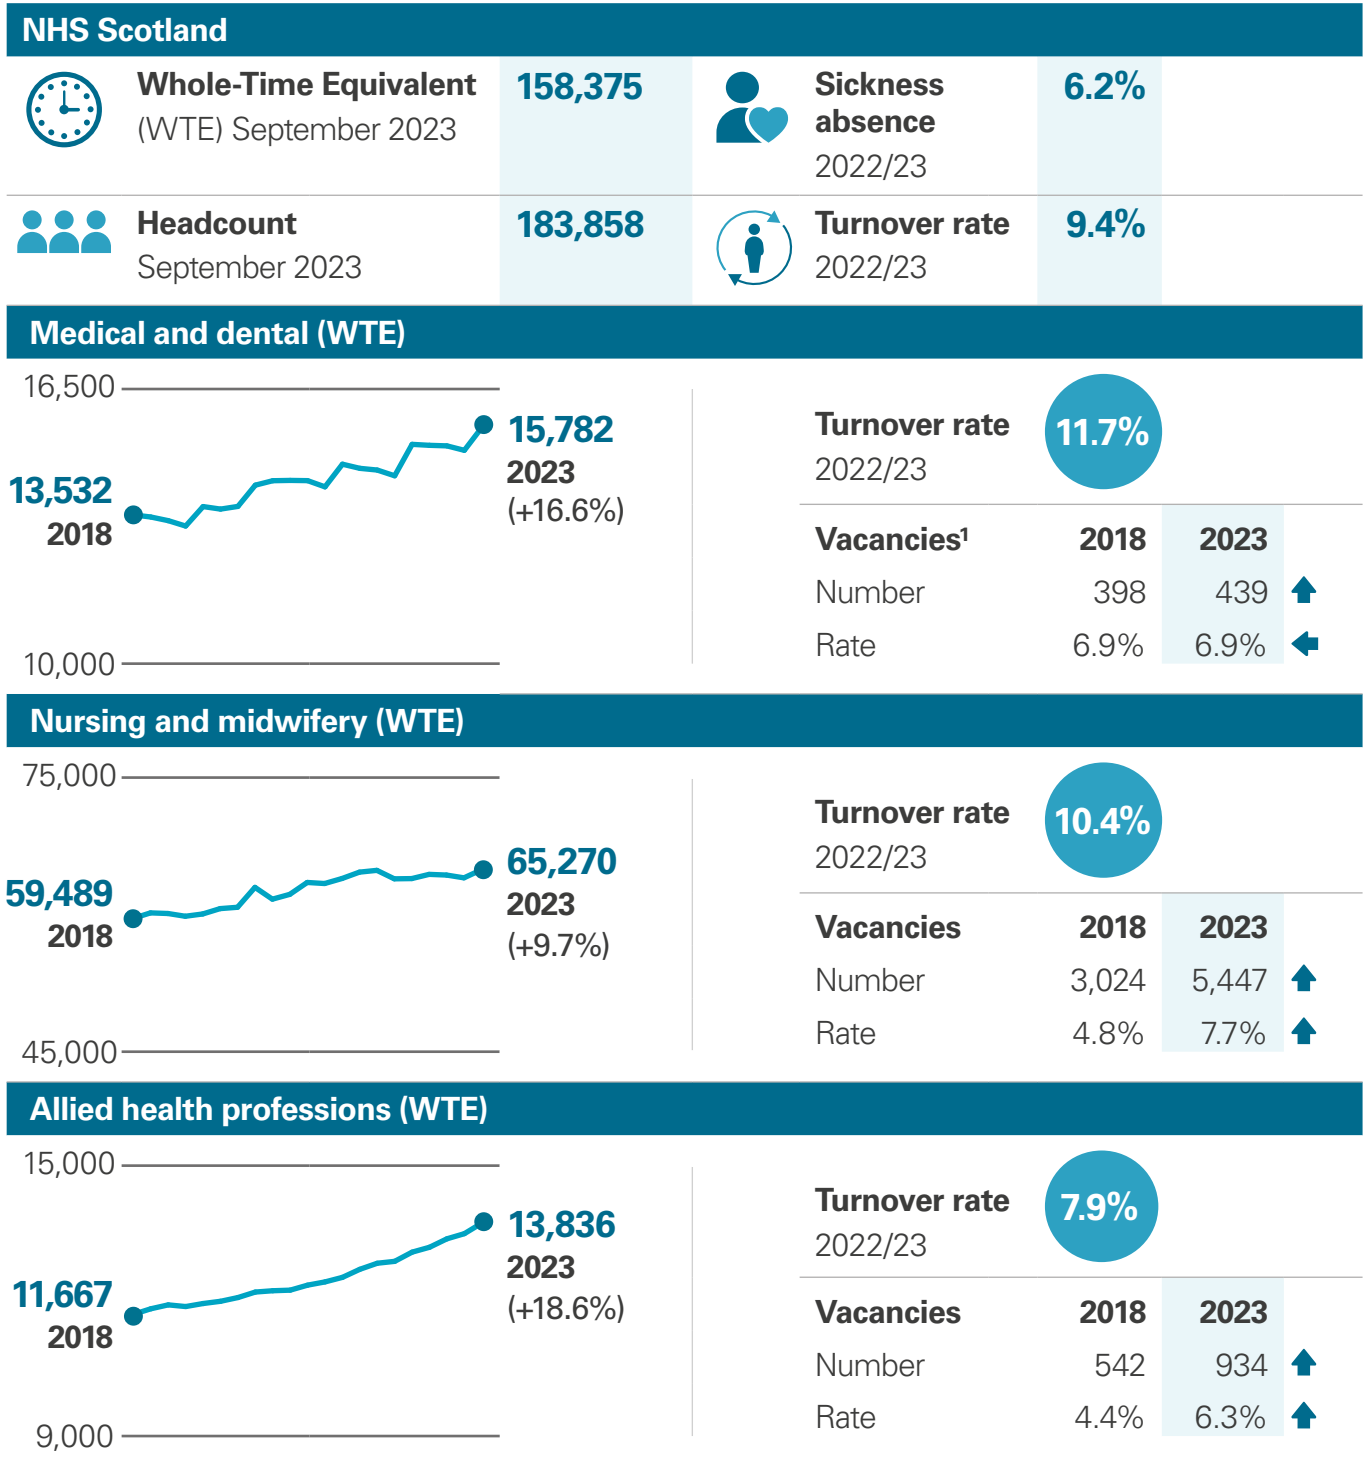 NHS Scotland
Whole-Time Equivalent
(WTE) September 2023
158,375
Sickness
absence
2022/23
6.2%
Headcount
September 2023
183,858
Turnover rate
2022/23
9.4%
Medical and dental (WTE)
16,500
13,532
2018
15,782
2023
(+16.6%)
10,000
Turnover rate
2022/23
11.7%
Vacancies¹ 2018 2023
Number 398 439
Rate 6.9% 6.9%
Nursing and midwifery (WTE)
75,000
59,489
2018
65,270
2023
(+9.7%)
45,000
Turnover rate
2022/23
10.4%
Vacancies 2018 2023
Number 3,024 5,447
Rate 4.8% 7.7%
Allied health professions (WTE)
15,000
11,667
2018
13,836
2023
(+18.6%)
9,000
Turnover rate
2022/23
7.9%
Vacancies 2018 2023
Number 542 934
Rate 4.4% 6.3%